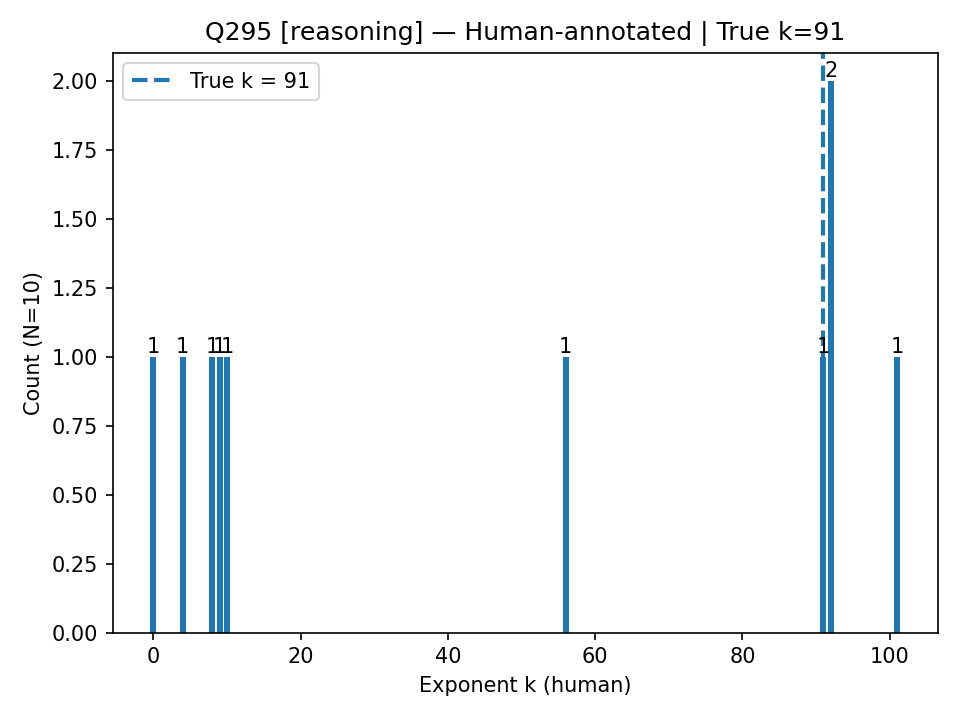 Q295 [reasoning] — Human-annotated | True k=91
True k = 91
2.00
1.75
1.50
1.25
1.00
0.75
0.50
0.25
0.00
Count (N=10)
1 1 1 1 1 1 1 2 1
0 20 40 60 80 100
Exponent k (human)